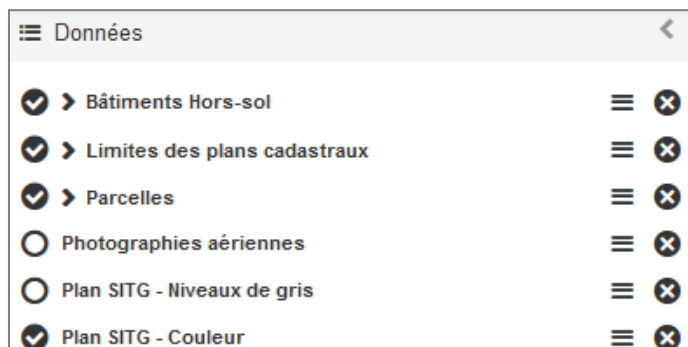 Données
Bâtiments Hors-sol
Limites des plans cadastraux
Parcelles
Photographies aériennes
Plan SITG - Niveaux de gris
Plan SITG - Couleur